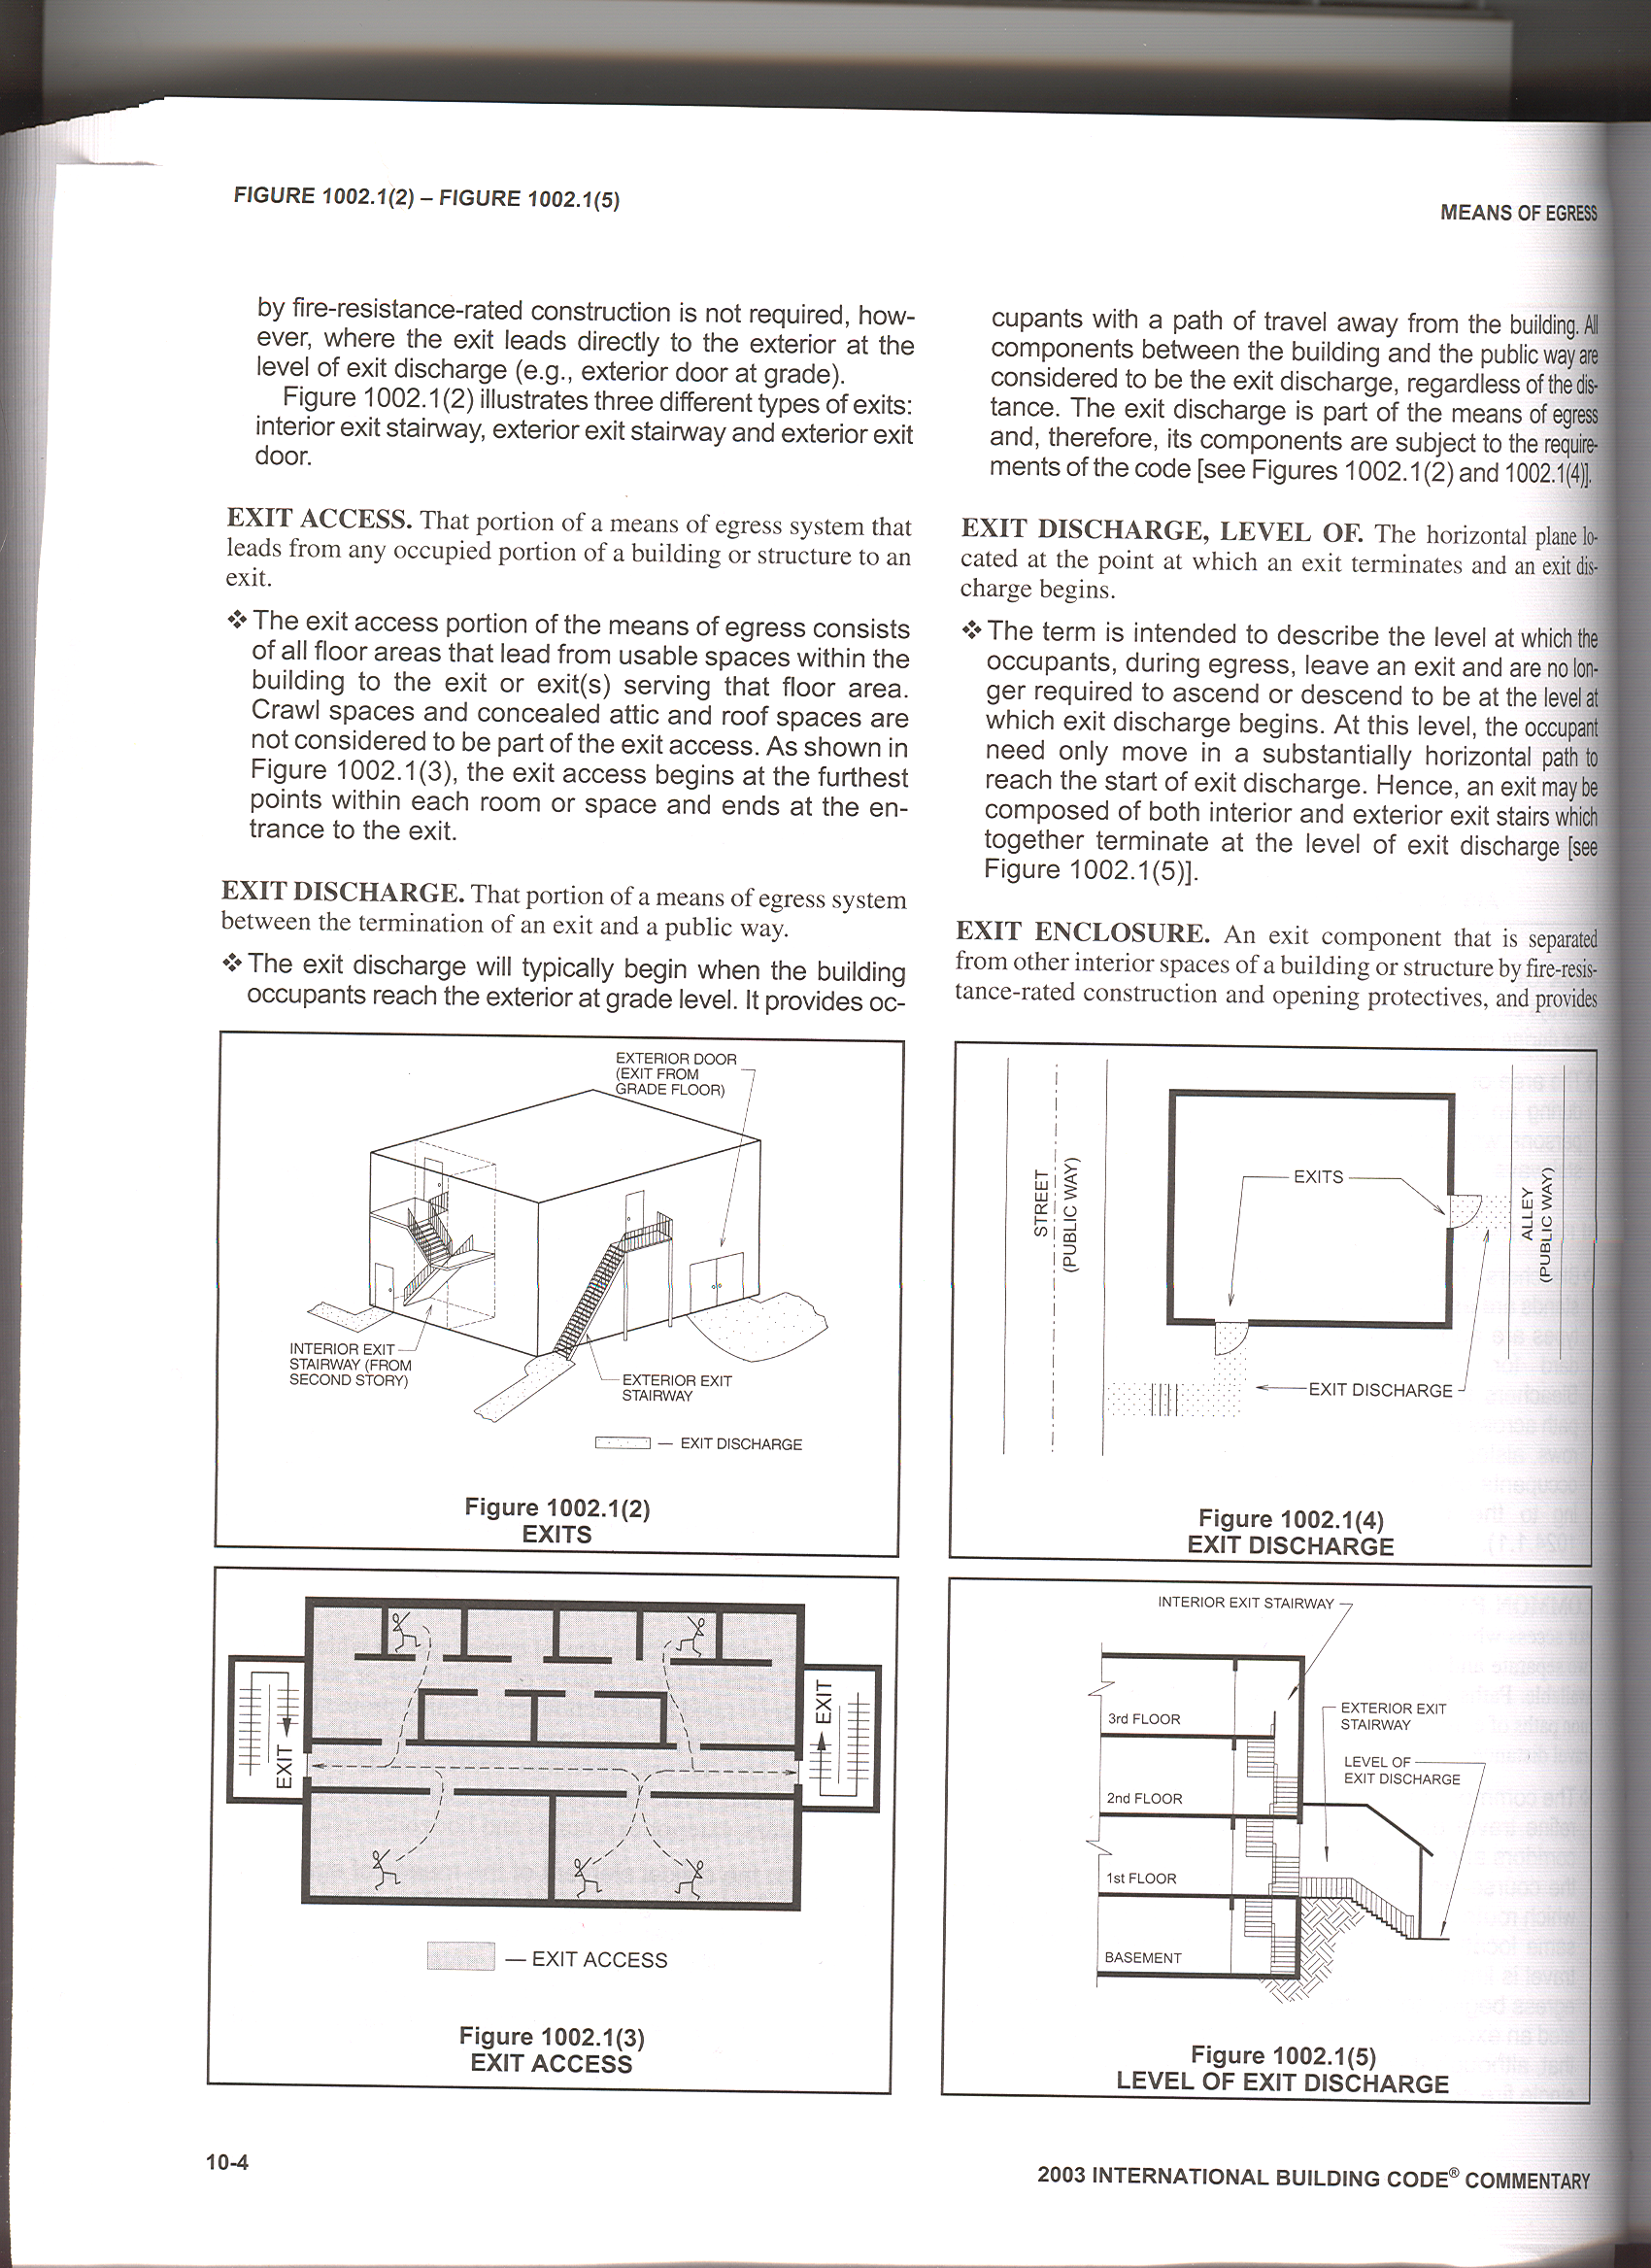 FIGURE 1002.1(2) – FIGURE 1002.1(5)
MEANS OF EGRESS
by fire-resistance-rated construction is not required, how-
ever, where the exit leads directly to the exterior at the
level of exit discharge (e.g., exterior door at grade).
Figure 1002.1(2) illustrates three different types of exits:
interior exit stairway, exterior exit stairway and exterior exit
door.
EXIT ACCESS. That portion of a means of egress system that
leads from any occupied portion of a building or structure to an
exit.
❖ The exit access portion of the means of egress consists
of all floor areas that lead from usable spaces within the
building to the exit or exit(s) serving that floor area.
Crawl spaces and concealed attic and roof spaces are
not considered to be part of the exit access. As shown in
Figure 1002.1(3), the exit access begins at the furthest
points within each room or space and ends at the en-
trance to the exit.
EXIT DISCHARGE. That portion of a means of egress system
between the termination of an exit and a public way.
❖ The exit discharge will typically begin when the building
occupants reach the exterior at grade level. It provides oc-
cupants with a path of travel away from the building. All
components between the building and the public way are
considered to be the exit discharge, regardless of the dis-
tance. The exit discharge is part of the means of egress
and, therefore, its components are subject to the require-
ments of the code [see Figures 1002.1(2) and 1002.1(4)].
EXIT DISCHARGE, LEVEL OF. The horizontal plane lo-
cated at the point at which an exit terminates and an exit dis-
charge begins.
❖ The term is intended to describe the level at which the
occupants, during egress, leave an exit and are no lon-
ger required to ascend or descend to be at the level at
which exit discharge begins. At this level, the occupant
need only move in a substantially horizontal path to
reach the start of exit discharge. Hence, an exit may be
composed of both interior and exterior exit stairs which
together terminate at the level of exit discharge [see
Figure 1002.1(5)].
EXIT ENCLOSURE. An exit component that is separated
from other interior spaces of a building or structure by fire-resis-
tance-rated construction and opening protectives, and provides
EXTERIOR DOOR
(EXIT FROM
GRADE FLOOR)
INTERIOR EXIT
STAIRWAY (FROM
SECOND STORY)
EXTERIOR EXIT
STAIRWAY
— EXIT DISCHARGE
Figure 1002.1(2)
EXITS
STREET
(PUBLIC WAY)
EXITS
ALLEY
(PUBLIC WAY)
EXIT DISCHARGE
Figure 1002.1(4)
EXIT DISCHARGE
EXIT
EXIT
— EXIT ACCESS
Figure 1002.1(3)
EXIT ACCESS
INTERIOR EXIT STAIRWAY
EXTERIOR EXIT
STAIRWAY
3rd FLOOR
LEVEL OF
EXIT DISCHARGE
2nd FLOOR
1st FLOOR
BASEMENT
Figure 1002.1(5)
LEVEL OF EXIT DISCHARGE
10-4
2003 INTERNATIONAL BUILDING CODE® COMMENTARY